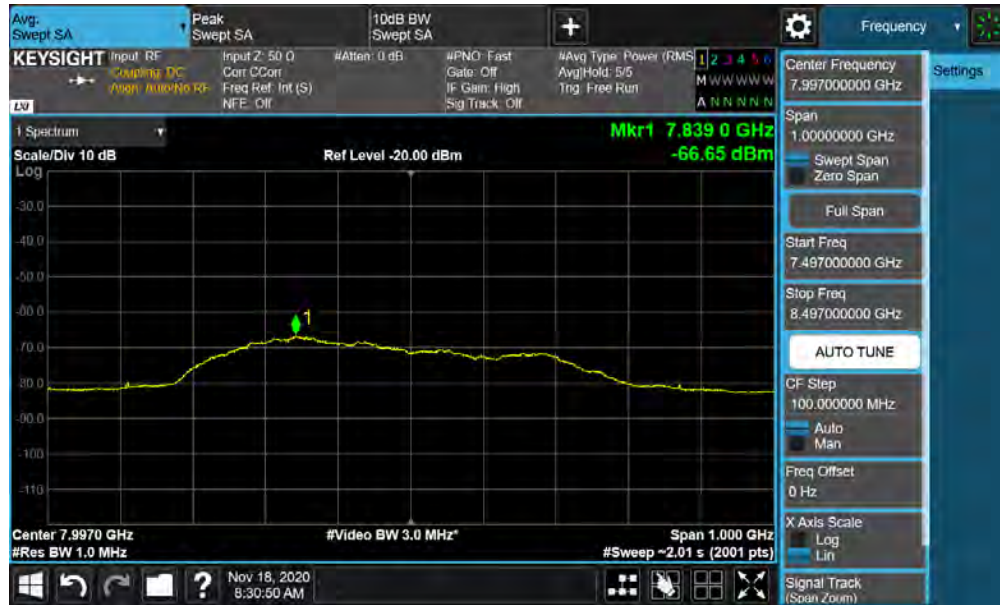 Avg.
Swept SA
Peak
Swept SA
10dB BW
Swept SA
+
Frequency
KEYSIGHT
Input: RF
Coupling: DC
Align: Auto/No RF
Input Z: 50 Ω
Corr CCorr
Freq Ref: Int (S)
NFE: Off
#Atten: 0 dB
#PNO: Fast
Gate: Off
IF Gain: High
Sig Track: Off
#Avg Type: Power (RMS
Avg|Hold: 5/5
Trig: Free Run
1 2 3 4 5 6
M W W W W W
A N N N N N
LXI
1 Spectrum
Scale/Div 10 dB
Log
Ref Level -20.00 dBm
Mkr1 7.839 0 GHz
-66.65 dBm
1
-30.0
-40.0
-50.0
-60.0
-70.0
-80.0
-90.0
-100
-110
Center 7.9970 GHz
#Res BW 1.0 MHz
#Video BW 3.0 MHz*
Span 1.000 GHz
#Sweep ~2.01 s (2001 pts)
?
Nov 18, 2020
8:30:50 AM
Center Frequency
7.997000000 GHz
Span
1.00000000 GHz
Swept Span
Zero Span
Full Span
Start Freq
7.497000000 GHz
Stop Freq
8.497000000 GHz
AUTO TUNE
CF Step
100.000000 MHz
Auto
Man
Freq Offset
0 Hz
X Axis Scale
Log
Lin
Signal Track
(Span Zoom)
Settings